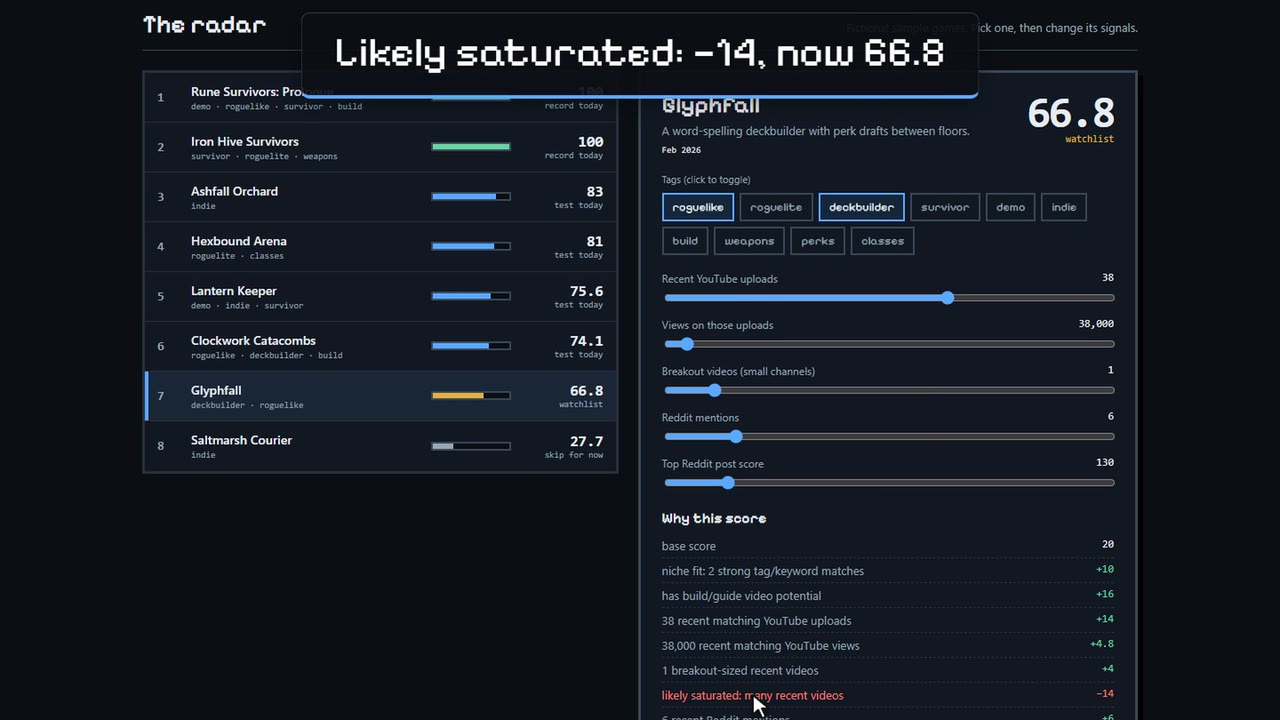 The radar
Likely saturated: −14, now 66.8
Pick one, then change its signals.
1
Rune Survivors: Prologue
100
demo · roguelike · survivor · build
record today
2
Iron Hive Survivors
100
survivor · roguelite · weapons
record today
3
Ashfall Orchard
83
indie
test today
4
Hexbound Arena
81
roguelite · classes
test today
5
Lantern Keeper
75.6
demo · indie · survivor
test today
6
Clockwork Catacombs
74.1
roguelike · deckbuilder · build
test today
7
Glyphfall
66.8
deckbuilder · roguelike
watchlist
8
Saltmarsh Courier
27.7
indie
skip for now
Glyphfall
66.8
A word-spelling deckbuilder with perk drafts between floors.
watchlist
Feb 2026
Tags (click to toggle)
roguelike roguelite deckbuilder survivor demo indie
build weapons perks classes
Recent YouTube uploads 38
Views on those uploads 38,000
Breakout videos (small channels) 1
Reddit mentions 6
Top Reddit post score 130
Why this score
base score 20
niche fit: 2 strong tag/keyword matches +10
has build/guide video potential +16
38 recent matching YouTube uploads +14
38,000 recent matching YouTube views +4.8
1 breakout-sized recent videos +4
likely saturated: many recent videos −14
6 recent Reddit mentions +6